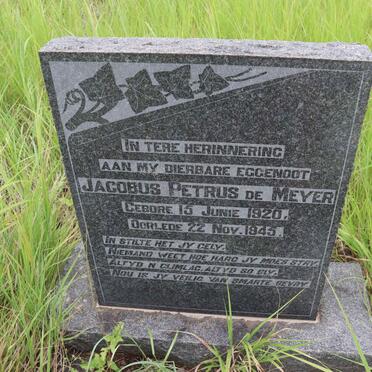 IN TERE HERINNERING
AAN MY DIERBARE EGGENOOT
JACOBUS PETRUS DE MEYER
GEBORE 15 JUNIE 1920.
OORLEDE 22 NOV. 1945.
IN STILTE HET JY GELY.
NIEMAND WEET HOE HARD JY MOES STRY
ALTYD 'N GLIMLAG, ALTYD SO BLY.
NOU IS JY VEILIG VAN SMARTE BEVRY